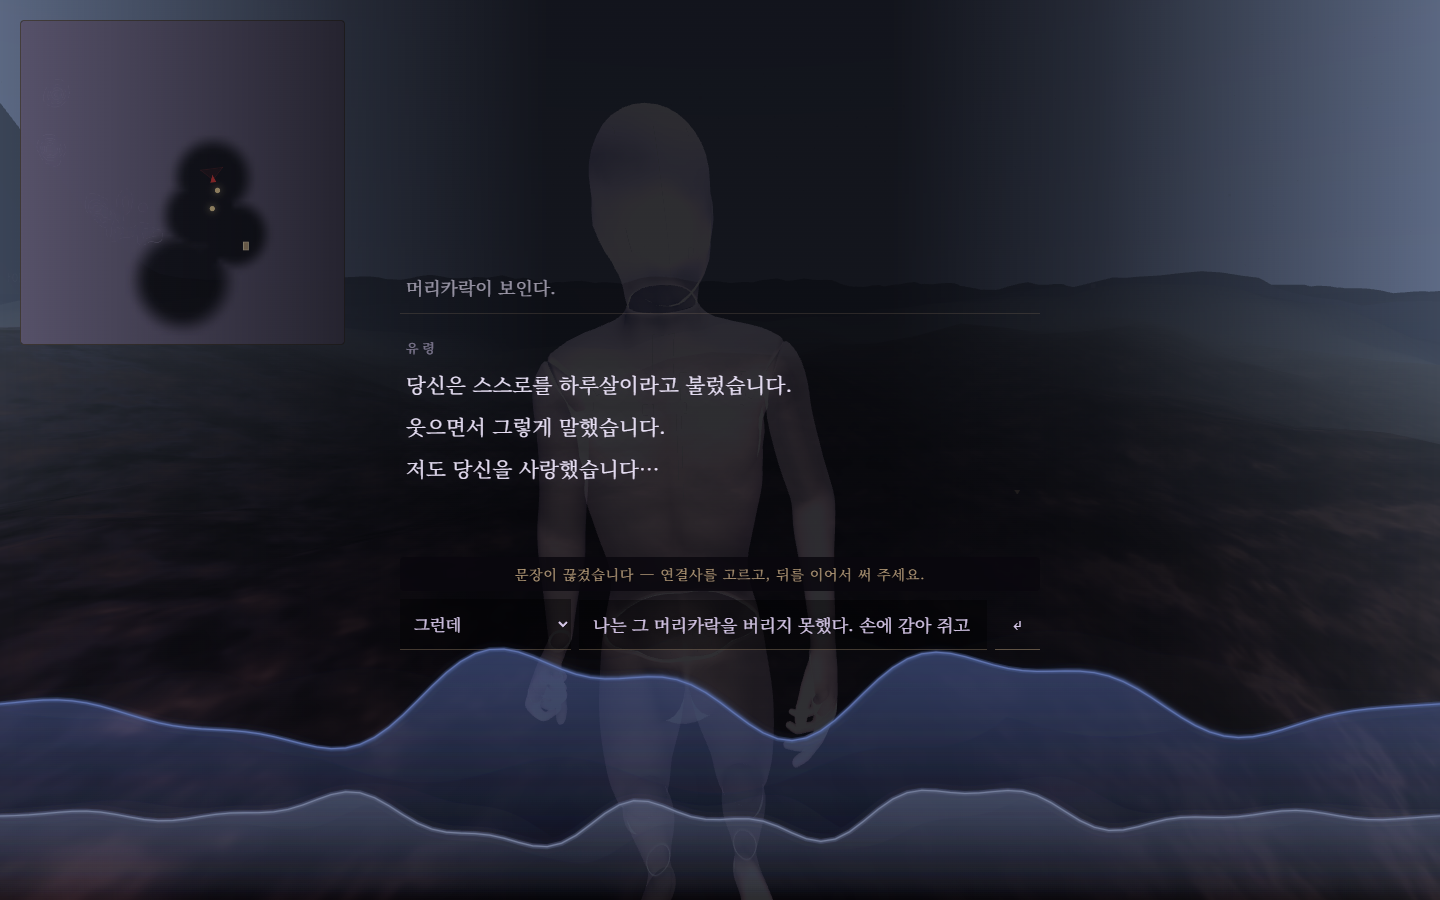 머리카락이 보인다.
유령
당신은 스스로를 하루살이라고 불렀습니다.
웃으면서 그렇게 말했습니다.
저도 당신을 사랑했습니다…
문장이 끊겼습니다 — 연결사를 고르고, 뒤를 이어서 써 주세요.
그런데 나는 그 머리카락을 버리지 못했다. 손에 감아 쥐고